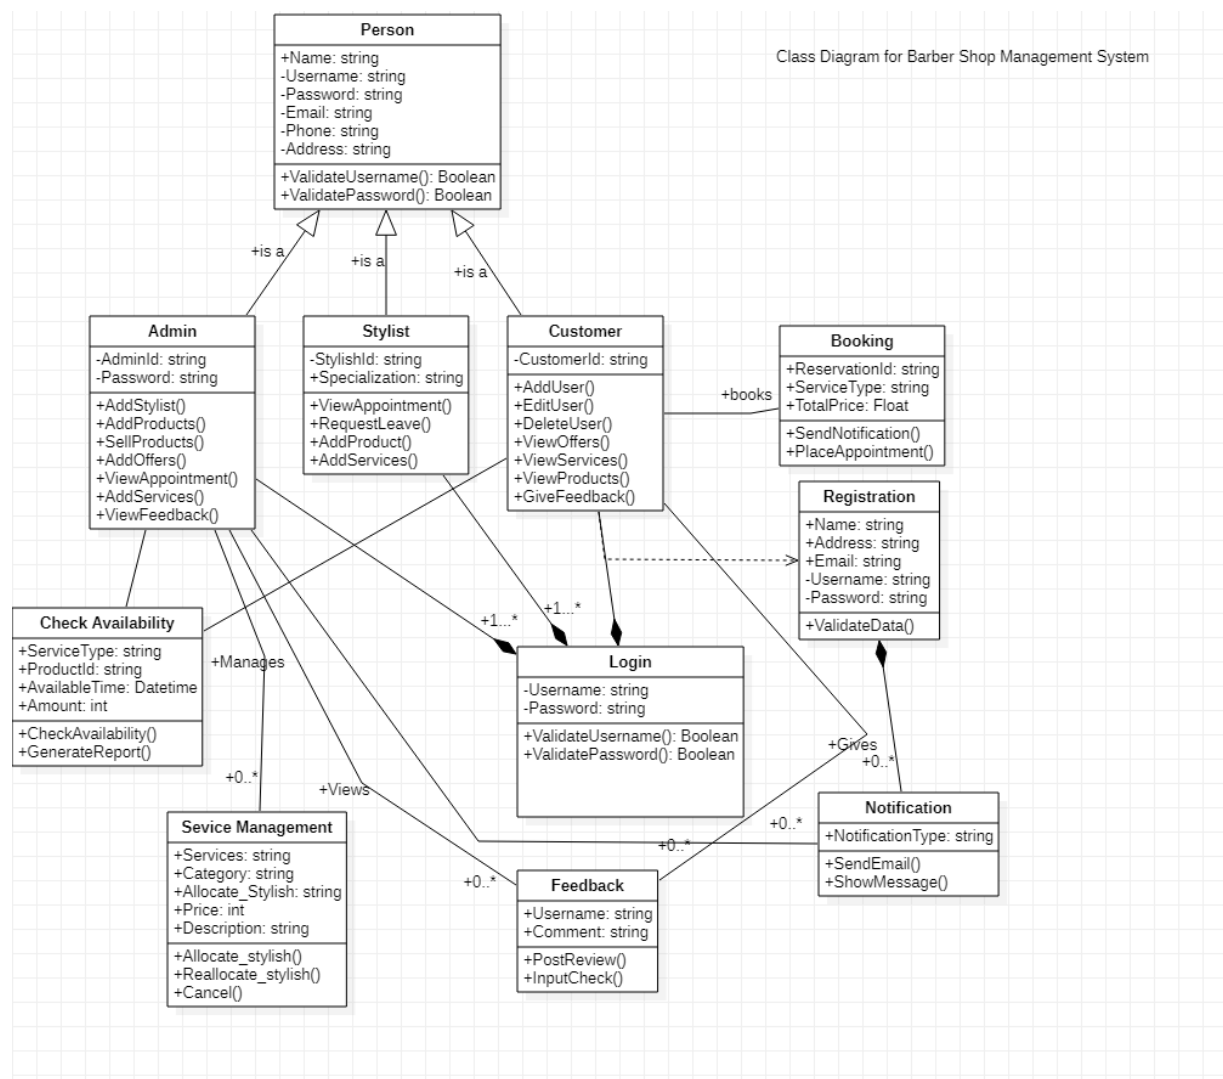 Person
+Name: string
-Username: string
-Password: string
-Email: string
-Phone: string
-Address: string
+ValidateUsername(): Boolean
+ValidatePassword(): Boolean
Class Diagram for Barber Shop Management System
+is a
+is a
+is a
Admin
-AdminId: string
-Password: string
+AddStylist()
+AddProducts()
+SellProducts()
+AddOffers()
+ViewAppointment()
+AddServices()
+ViewFeedback()
Stylist
-StylishId: string
+Specialization: string
+ViewAppointment()
+RequestLeave()
+AddProduct()
+AddServices()
Customer
-CustomerId: string
+AddUser()
+EditUser()
+DeleteUser()
+ViewOffers()
+ViewServices()
+ViewProducts()
+GiveFeedback()
+books
Booking
+ReservationId: string
+ServiceType: string
+TotalPrice: Float
+SendNotification()
+PlaceAppointment()
Registration
+Name: string
+Address: string
+Email: string
-Username: string
-Password: string
+ValidateData()
Check Availability
+ServiceType: string
+ProductId: string
+AvailableTime: Datetime
+Amount: int
+CheckAvailability()
+GenerateReport()
+Manages
+1...*
+1...*
Login
-Username: string
-Password: string
+ValidateUsername(): Boolean
+ValidatePassword(): Boolean
+Gives
+0..*
+0..*
+Views
Sevice Management
+Services: string
+Category: string
+Allocate_Stylish: string
+Price: int
+Description: string
+Allocate_stylish()
+Reallocate_stylish()
+Cancel()
+0..*
+0..*
+0..*
Feedback
+Username: string
+Comment: string
+PostReview()
+InputCheck()
Notification
+NotificationType: string
+SendEmail()
+ShowMessage()